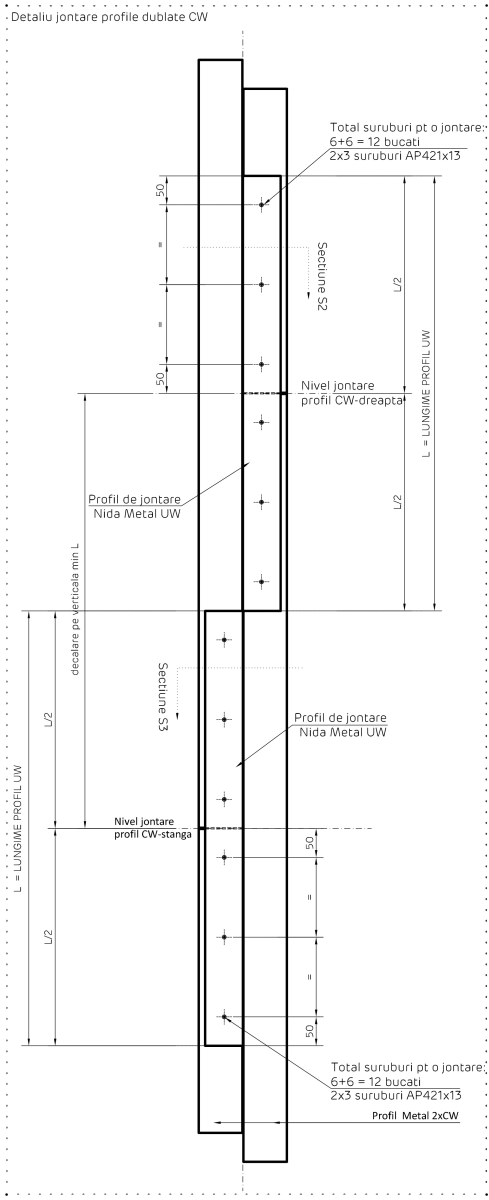 Detaliu jontare profile dublate CW
Total suruburi pt o jontare:
6+6 = 12 bucati
2x3 suruburi AP421x13
50
=
=
50
Sectiune S2
L/2
L = LUNGIME PROFIL UW
Nivel jontare
profil CW-dreapta
L/2
Profil de jontare
Nida Metal UW
decalare pe verticala min L
Sectiune S3
L/2
Profil de jontare
Nida Metal UW
L = LUNGIME PROFIL UW
Nivel jontare
profil CW-stanga
50
=
=
50
L/2
Total suruburi pt o jontare:
6+6 = 12 bucati
2x3 suruburi AP421x13
Profil Metal 2xCW